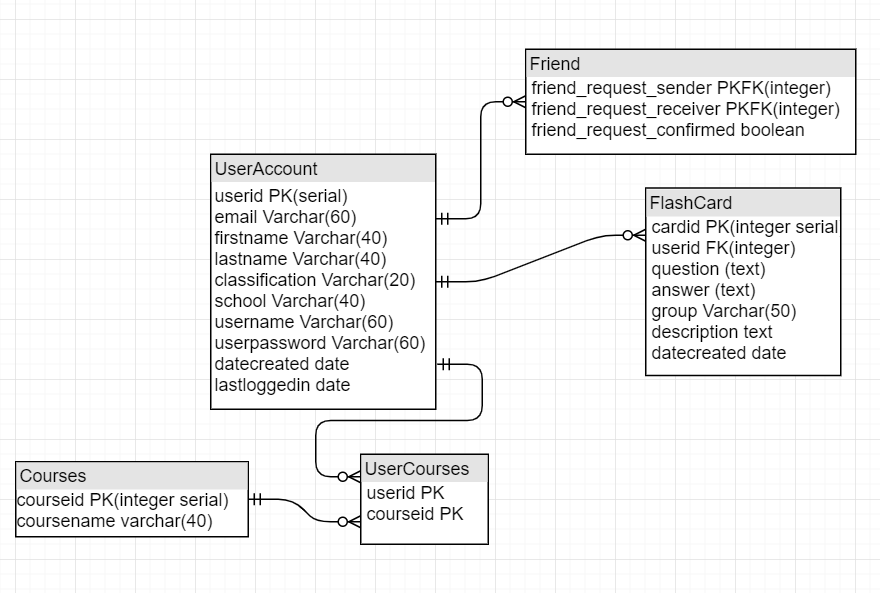 Friend
friend_request_sender PKFK(integer)
friend_request_receiver PKFK(integer)
friend_request_confirmed boolean
UserAccount
userid PK(serial)
email Varchar(60)
firstname Varchar(40)
lastname Varchar(40)
classification Varchar(20)
school Varchar(40)
username Varchar(60)
userpassword Varchar(60)
datecreated date
lastloggedin date
FlashCard
cardid PK(integer serial
userid FK(integer)
question (text)
answer (text)
group Varchar(50)
description text
datecreated date
Courses
courseid PK(integer serial)
coursename varchar(40)
UserCourses
userid PK
courseid PK